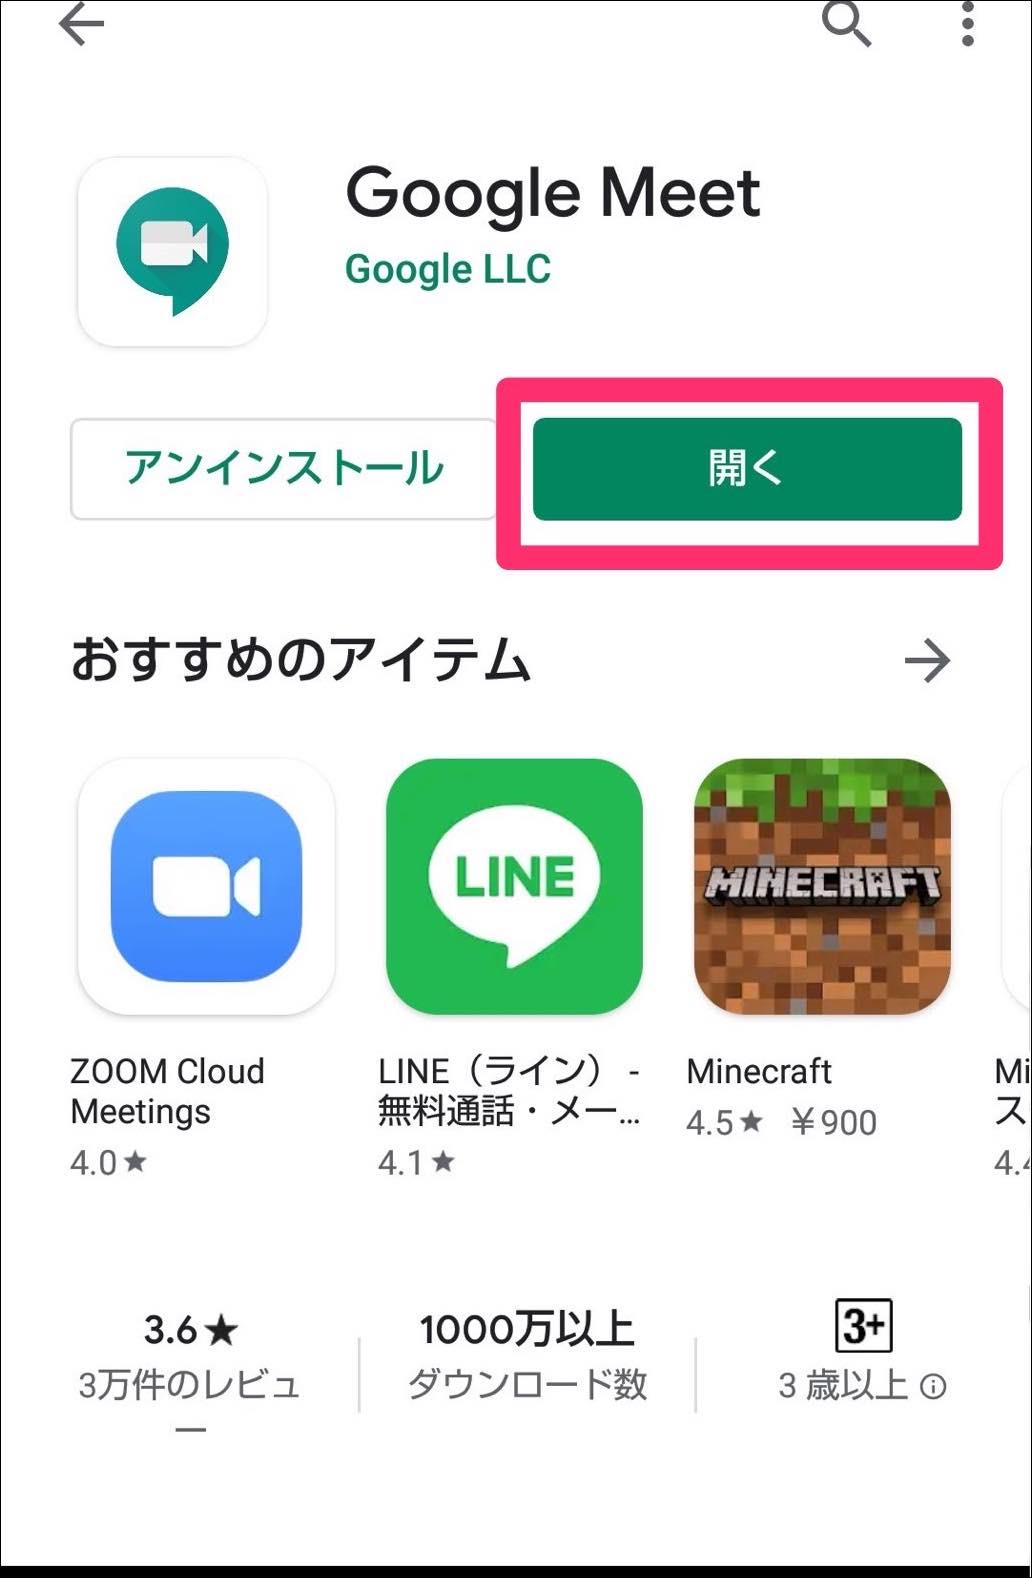 Google Meet
Google LLC
アンインストール
開く
おすすめのアイテム
LINE
MINECRAFT
ZOOM Cloud
Meetings
4.0★
LINE（ライン） -
無料通話・メー…
4.1★
Minecraft
4.5★ ￥900
Mi
ス
4.4
3.6★
3万件のレビュ
ー
1000万以上
ダウンロード数
3+
3 歳以上